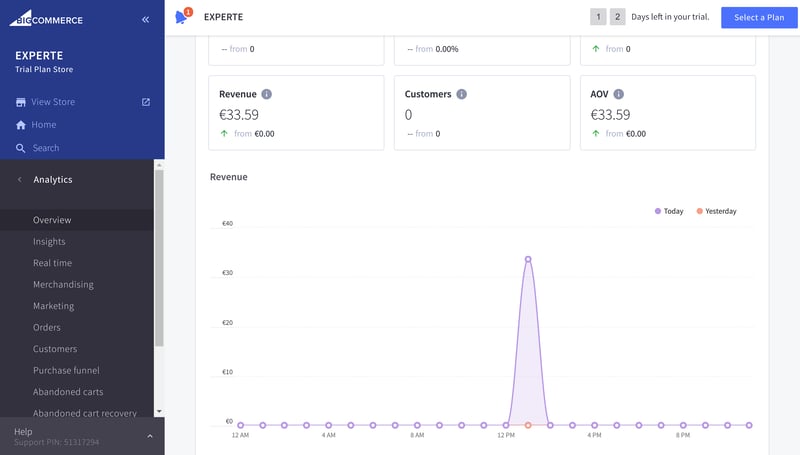 BIGCOMMERCE
EXPERTE
Trial Plan Store
View Store
Home
Search
Analytics
Overview
Insights
Real time
Merchandising
Marketing
Orders
Customers
Purchase funnel
Abandoned carts
Abandoned cart recovery
Help
Support PIN: 51317294
1
EXPERTE
1 2 Days left in your trial.
Select a Plan
-- from 0
-- from 0.00%
from 0
Revenue
€33.59
from €0.00
Customers
0
-- from 0
AOV
€33.59
from €0.00
Revenue
Today
Yesterday
€40
€30
€20
€10
€0
12 AM 4 AM 8 AM 12 PM 4 PM 8 PM